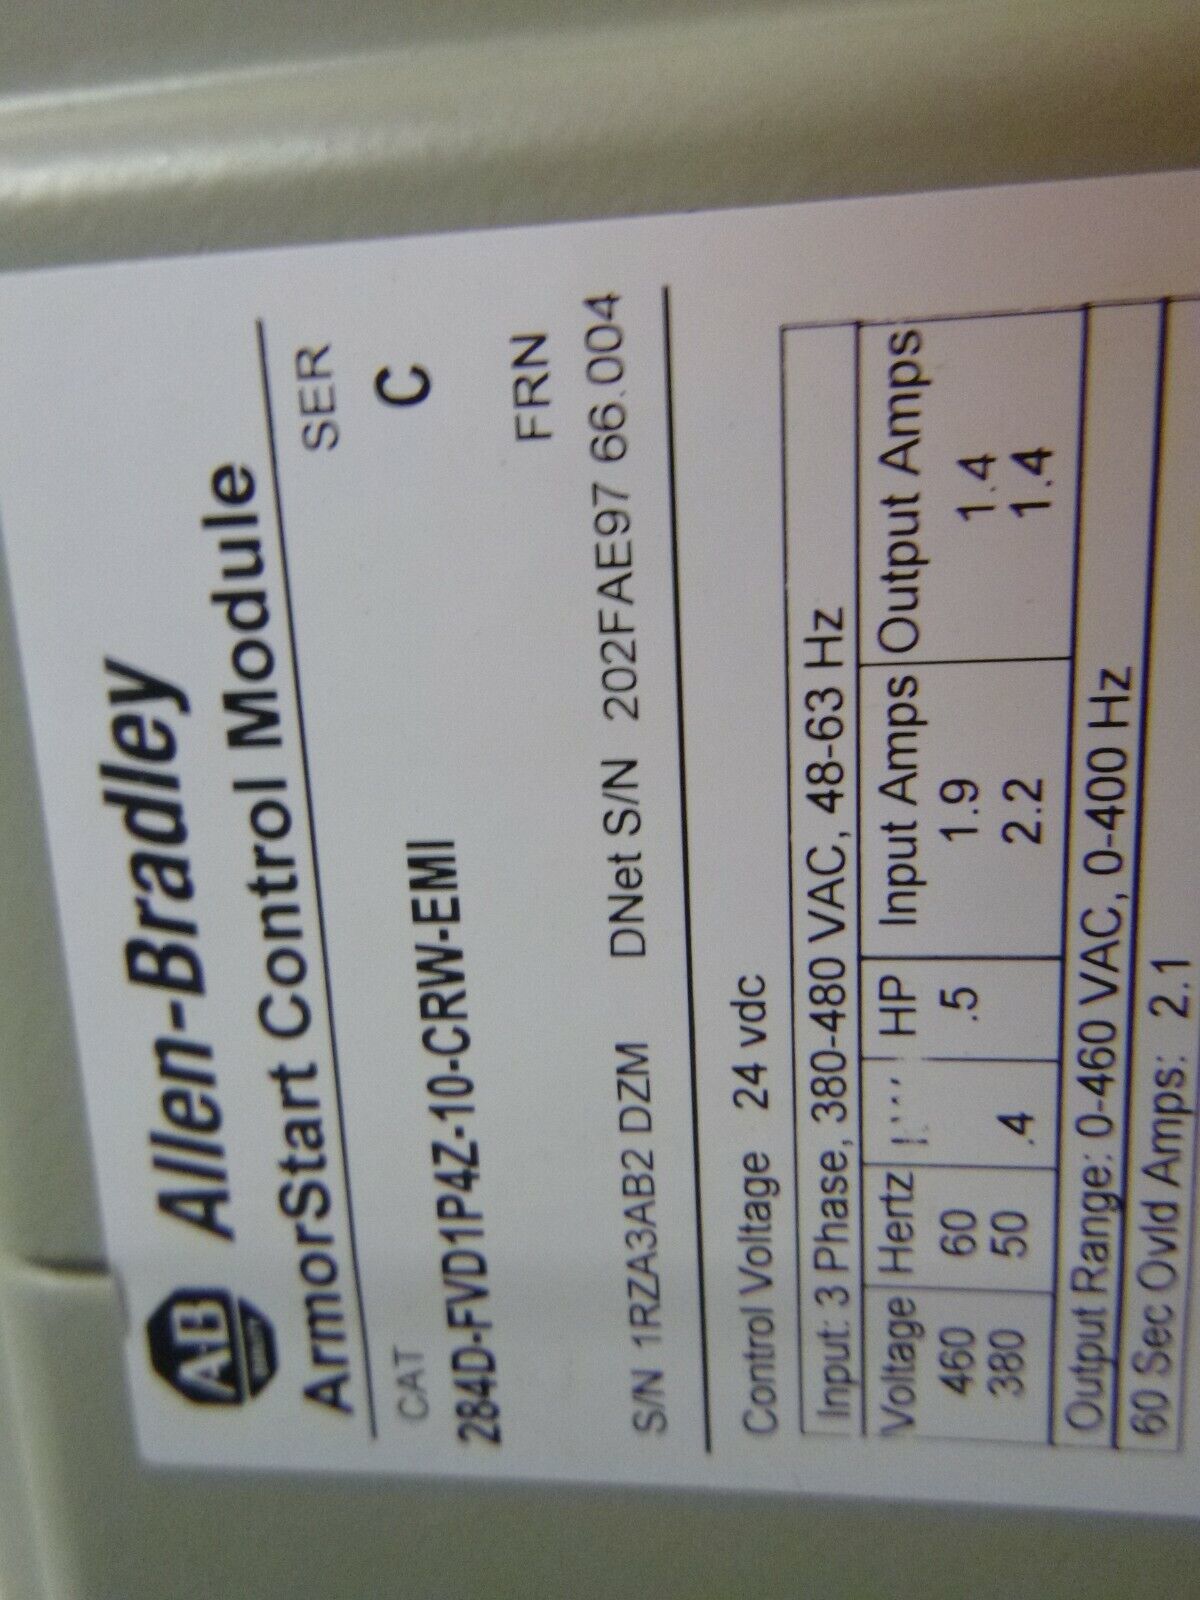 A-B
Allen-Bradley
ArmorStart Control Module
CAT SER
284D-FVD1P4Z-10-CRW-EMI C
FRN
S/N 1RZA3AB2 DZM DNet S/N 202FAE97 66.004
Control Voltage 24 vdc
Input: 3 Phase, 380-480 VAC, 48-63 Hz
Voltage Hertz HP Input Amps Output Amps
460 60 .5 1.9 1.4
380 50 .4 2.2 1.4
Output Range: 0-460 VAC, 0-400 Hz
60 Sec Ovld Amps: 2.1